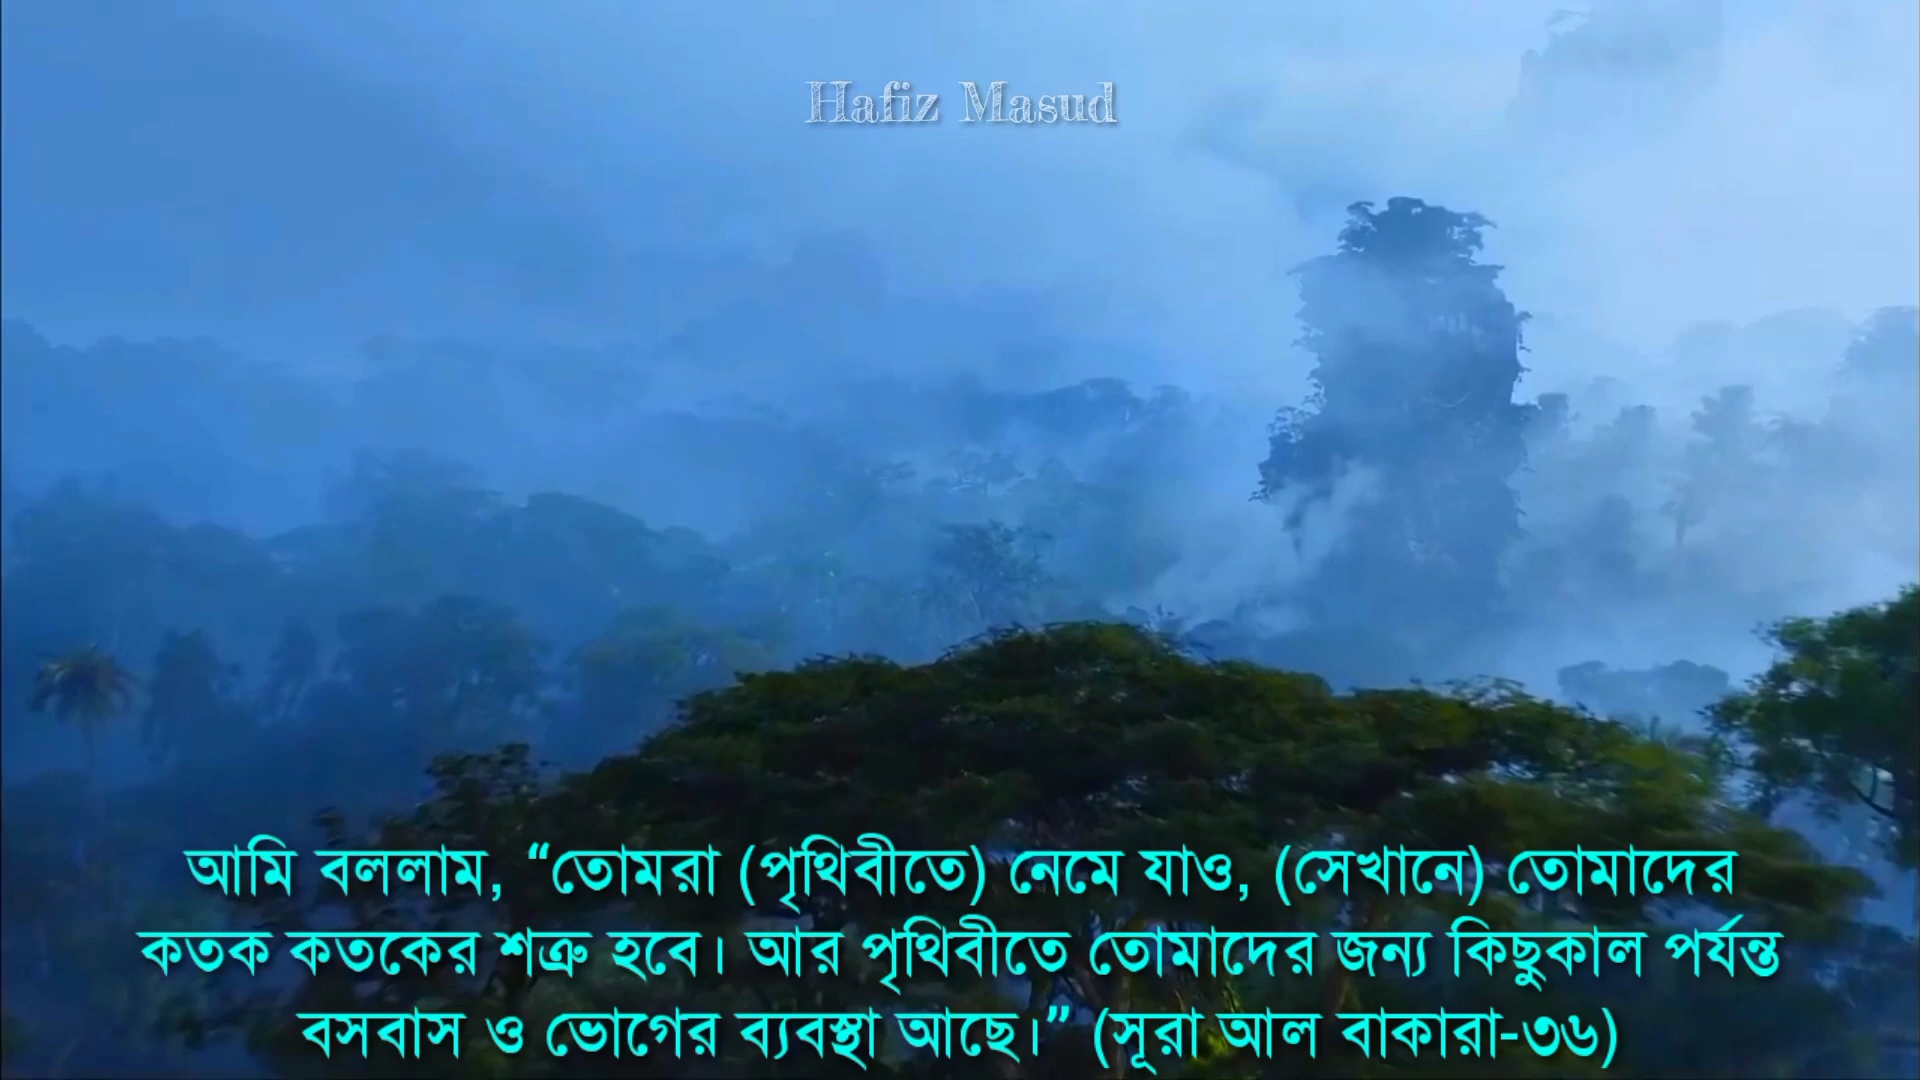 Hafiz Masud
আমি বললাম, “তোমরা (পৃথিবীতে) নেমে যাও, (সেখানে) তোমাদের
কতক কতকের শত্রু হবে। আর পৃথিবীতে তোমাদের জন্য কিছুকাল পর্যন্ত
বসবাস ও ভোগের ব্যবস্থা আছে।” (সূরা আল বাকারা-৩৬)